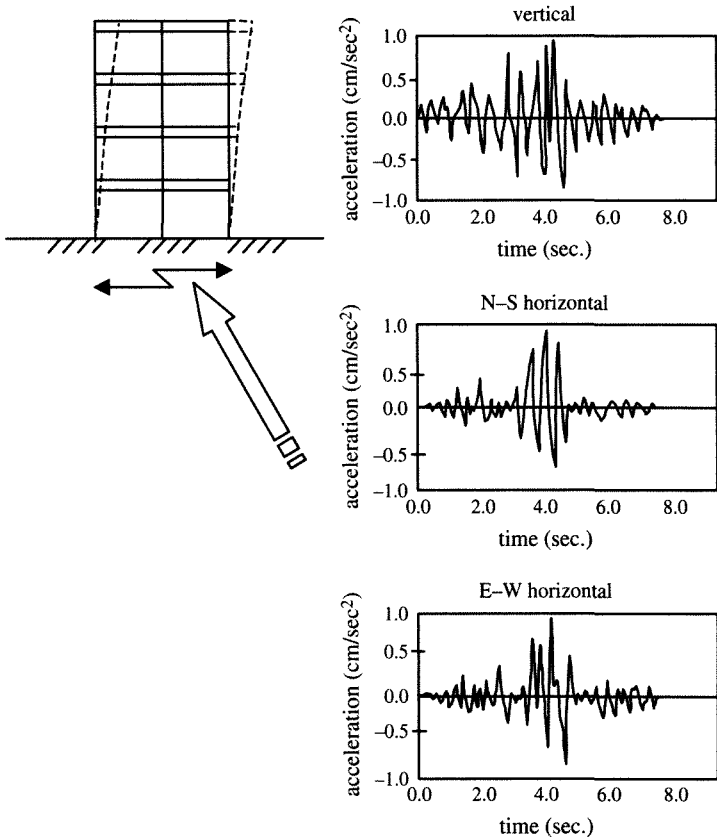 vertical
acceleration (cm/sec²)
1.0
0.5
0.0
–0.5
–1.0
0.0 2.0 4.0 6.0 8.0
time (sec.)
N–S horizontal
acceleration (cm/sec²)
1.0
0.5
0.0
–0.5
–1.0
0.0 2.0 4.0 6.0 8.0
time (sec.)
E–W horizontal
acceleration (cm/sec²)
1.0
0.5
0.0
–0.5
–1.0
0.0 2.0 4.0 6.0 8.0
time (sec.)